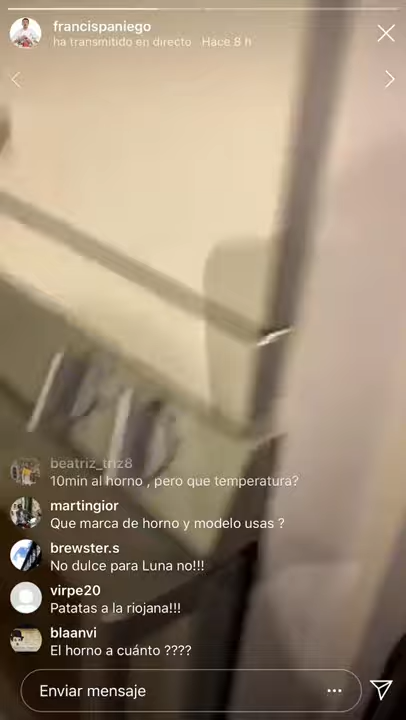 francispaniego
ha transmitido en directo · Hace 8 h
beatriz_triz8
10mín al horno , pero que temperatura?
martingior
Que marca de horno y modelo usas ?
brewster.s
No dulce para Luna no!!!
virpe20
Patatas a la riojana!!!
blaanvi
El horno a cuánto ????
Enviar mensaje